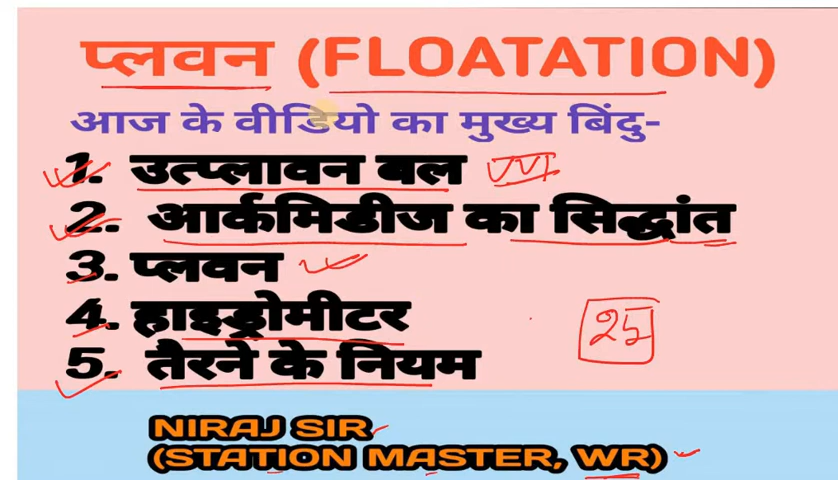 प्लवन (FLOATATION)
आज के वीडियो का मुख्य बिंदु-
1. उत्प्लावन बल VVI
2. आर्कमिडीज का सिद्धांत
3. प्लवन
4. हाइड्रोमीटर
25
5. तैरने के नियम
NIRAJ SIR
(STATION MASTER, WR)